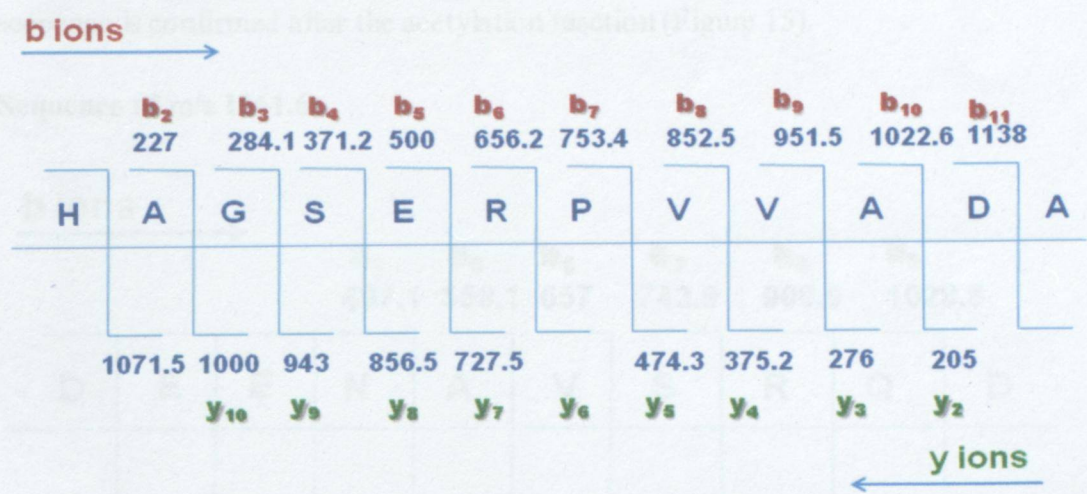 b ions
b2 b3 b4 b5 b6 b7 b8 b9 b10 b11
227 284.1 371.2 500 656.2 753.4 852.5 951.5 1022.6 1138
H A G S E R P V V A D A
1071.5 1000 943 856.5 727.5 474.3 375.2 276 205
y10 y9 y8 y7 y6 y5 y4 y3 y2
y ions